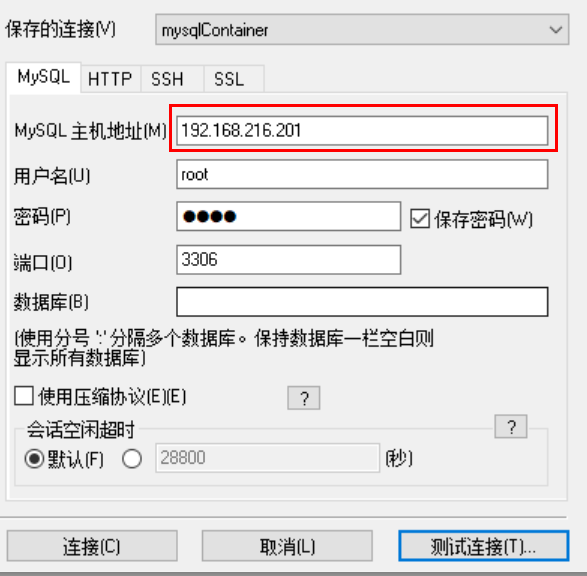 保存的连接(V) mysqlContainer
MySQL HTTP SSH SSL
MySQL 主机地址(M) 192.168.216.201
用户名(U) root
密码(P) ●●●● 保存密码(W)
端口(O) 3306
数据库(B)
(使用分号 ';'分隔多个数据库。保持数据库一栏空白则
显示所有数据库)
使用压缩协议(E)(E) ?
会话空闲超时 ?
默认(F) 28800 (秒)
连接(C) 取消(L) 测试连接(T)...